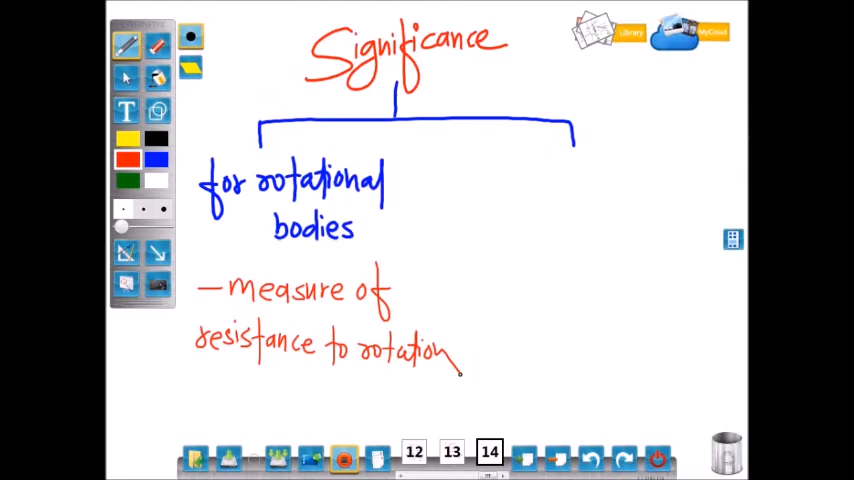 Significance
Library
MyCloud
T
for rotational
bodies
- measure of
resistance to rotation
12 13 14